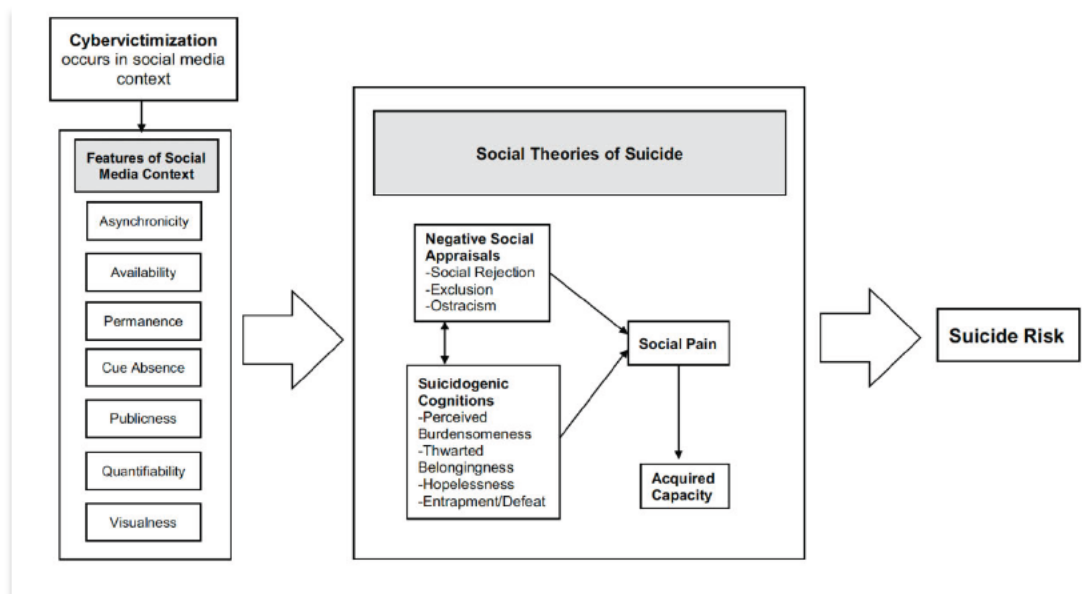 Cybervictimization
occurs in social media
context
Features of Social
Media Context
Asynchronicity
Availability
Permanence
Cue Absence
Publicness
Quantifiability
Visualness
Social Theories of Suicide
Negative Social
Appraisals
-Social Rejection
-Exclusion
-Ostracism
Suicidogenic
Cognitions
-Perceived
Burdensomeness
-Thwarted
Belongingness
-Hopelessness
-Entrapment/Defeat
Social Pain
Acquired
Capacity
Suicide Risk